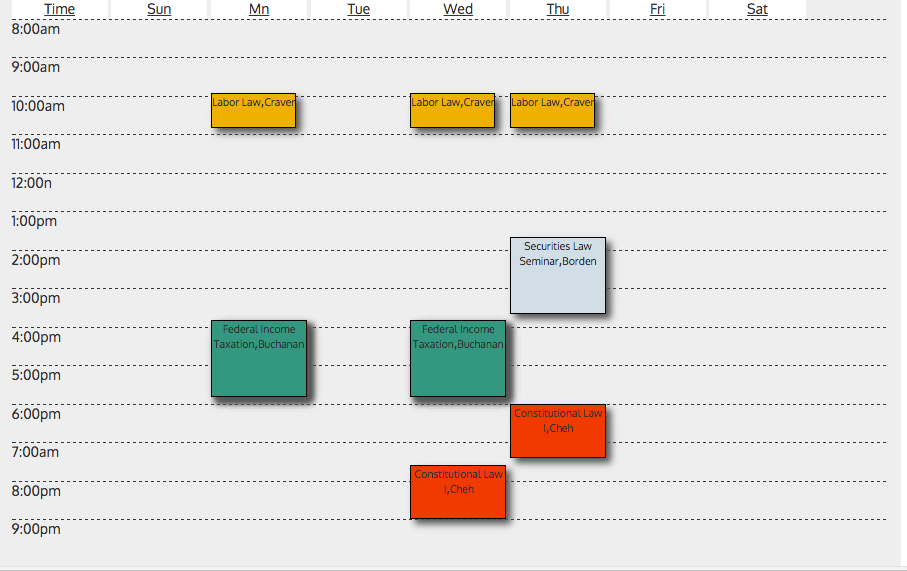 Time Sun Mn Tue Wed Thu Fri Sat
8:00am
9:00am
10:00am
Labor Law,Craver Labor Law,Craver Labor Law,Craver
11:00am
12:00n
1:00pm
2:00pm
Securities Law
Seminar,Borden
3:00pm
4:00pm
Federal Income
Taxation,Buchanan
Federal Income
Taxation,Buchanan
5:00pm
6:00pm
Constitutional Law
I,Cheh
7:00am
8:00pm
Constitutional Law
I,Cheh
9:00pm